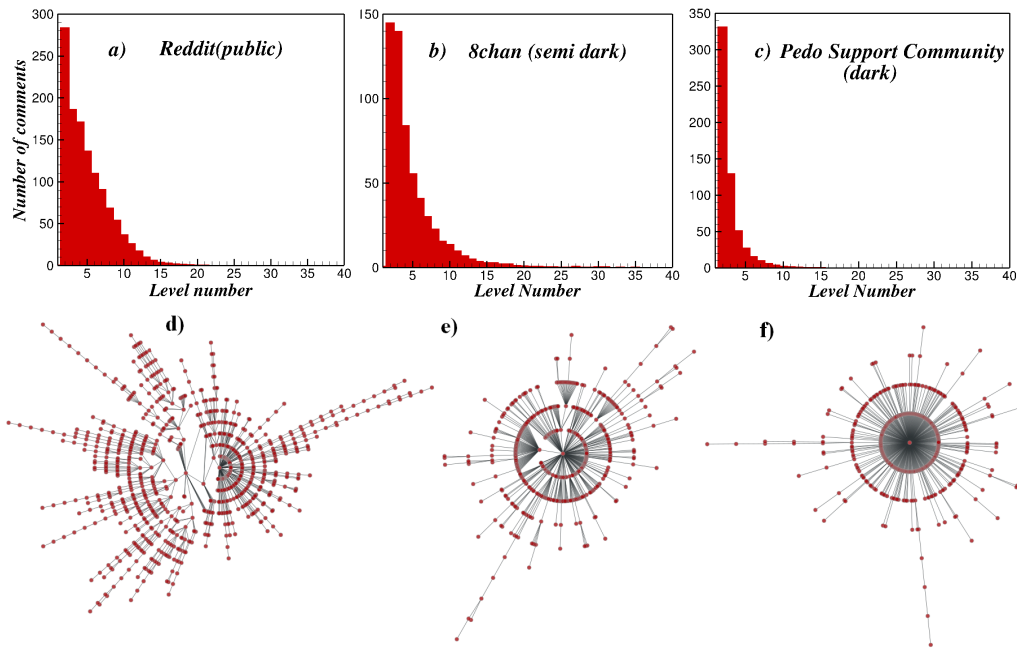 a) Reddit(public)
Number of comments
300
250
200
150
100
50
0
5 10 15 20 25 30 35 40
Level number
b) 8chan (semi dark)
150
100
50
0
5 10 15 20 25 30 35 40
Level Number
c) Pedo Support Community
(dark)
350
300
250
200
150
100
50
0
5 10 15 20 25 30 35 40
Level Number
d)
e)
f)